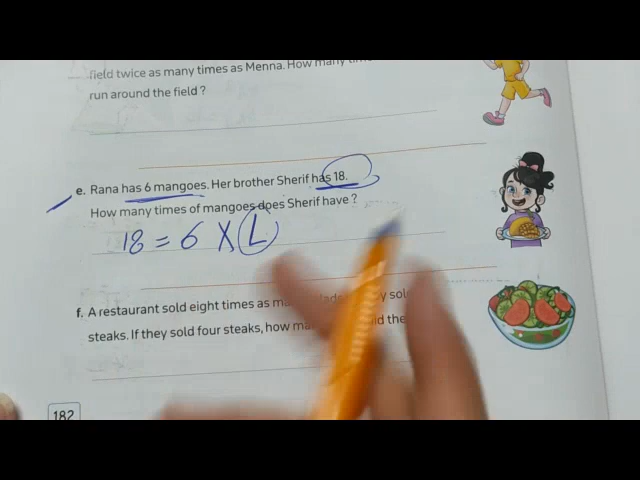 field twice as many times as Menna. How many
run around the field ?
e. Rana has 6 mangoes. Her brother Sherif has 18.
How many times of mangoes does Sherif have ?
18 = 6 X L
f. A restaurant sold eight times as
steaks. If they sold four steaks, how
182